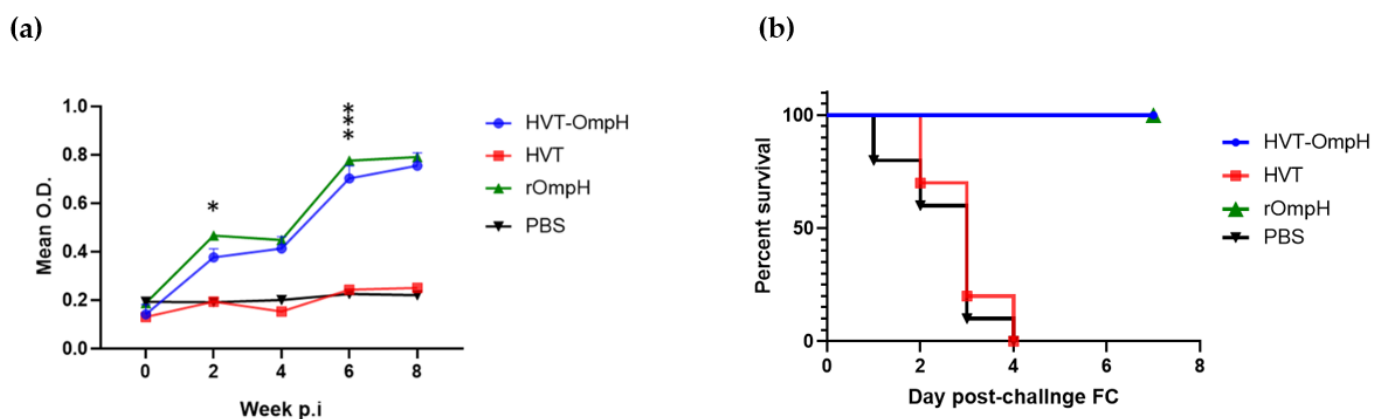 (a)
Mean O.D.
1.0
0.8
0.6
0.4
0.2
0.0
*
***
0 2 4 6 8
Week p.i
HVT-OmpH
HVT
rOmpH
PBS
(b)
Percent survival
100
50
0
0 2 4 6 8
Day post-challnge FC
HVT-OmpH
HVT
rOmpH
PBS